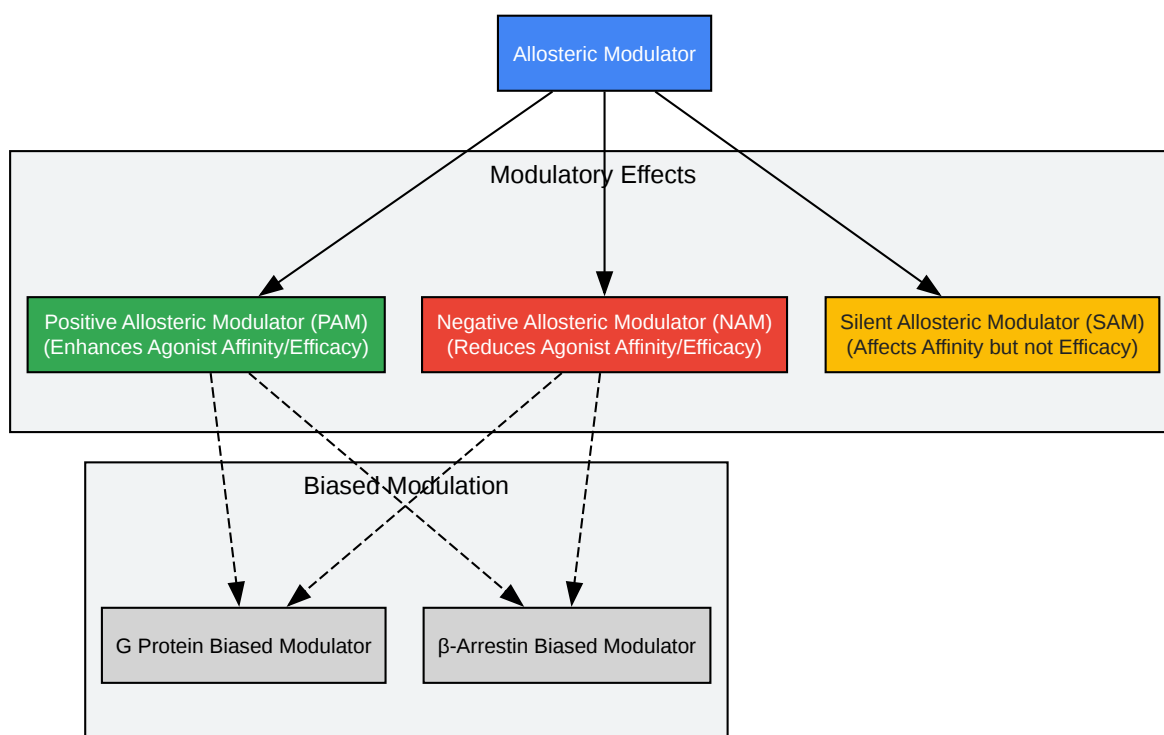 Allosteric Modulator
Modulatory Effects
Positive Allosteric Modulator (PAM)
(Enhances Agonist Affinity/Efficacy)
Negative Allosteric Modulator (NAM)
(Reduces Agonist Affinity/Efficacy)
Silent Allosteric Modulator (SAM)
(Affects Affinity but not Efficacy)
Biased Modulation
G Protein Biased Modulator
β-Arrestin Biased Modulator